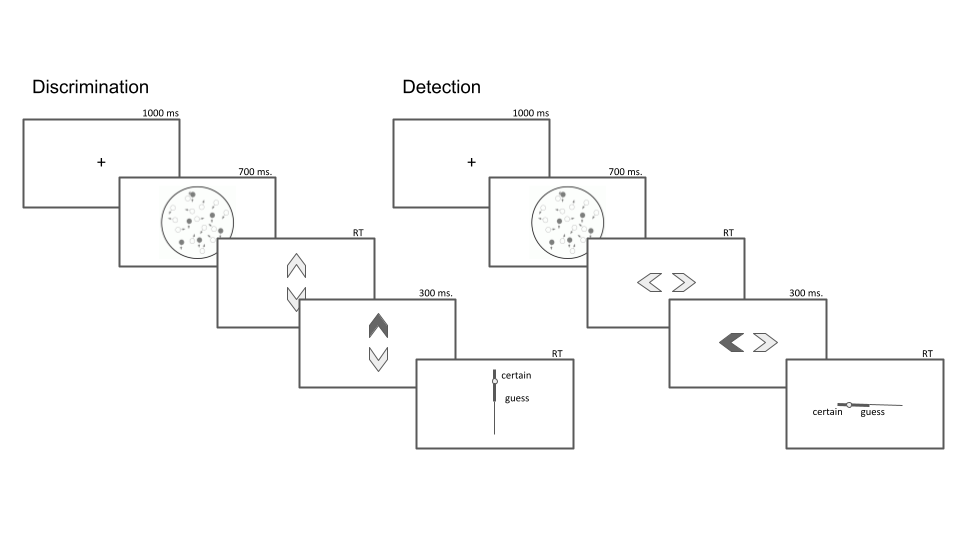 Discrimination
1000 ms
+
700 ms.
RT
300 ms.
RT
certain
guess
Detection
1000 ms
+
700 ms.
RT
300 ms.
RT
certain guess